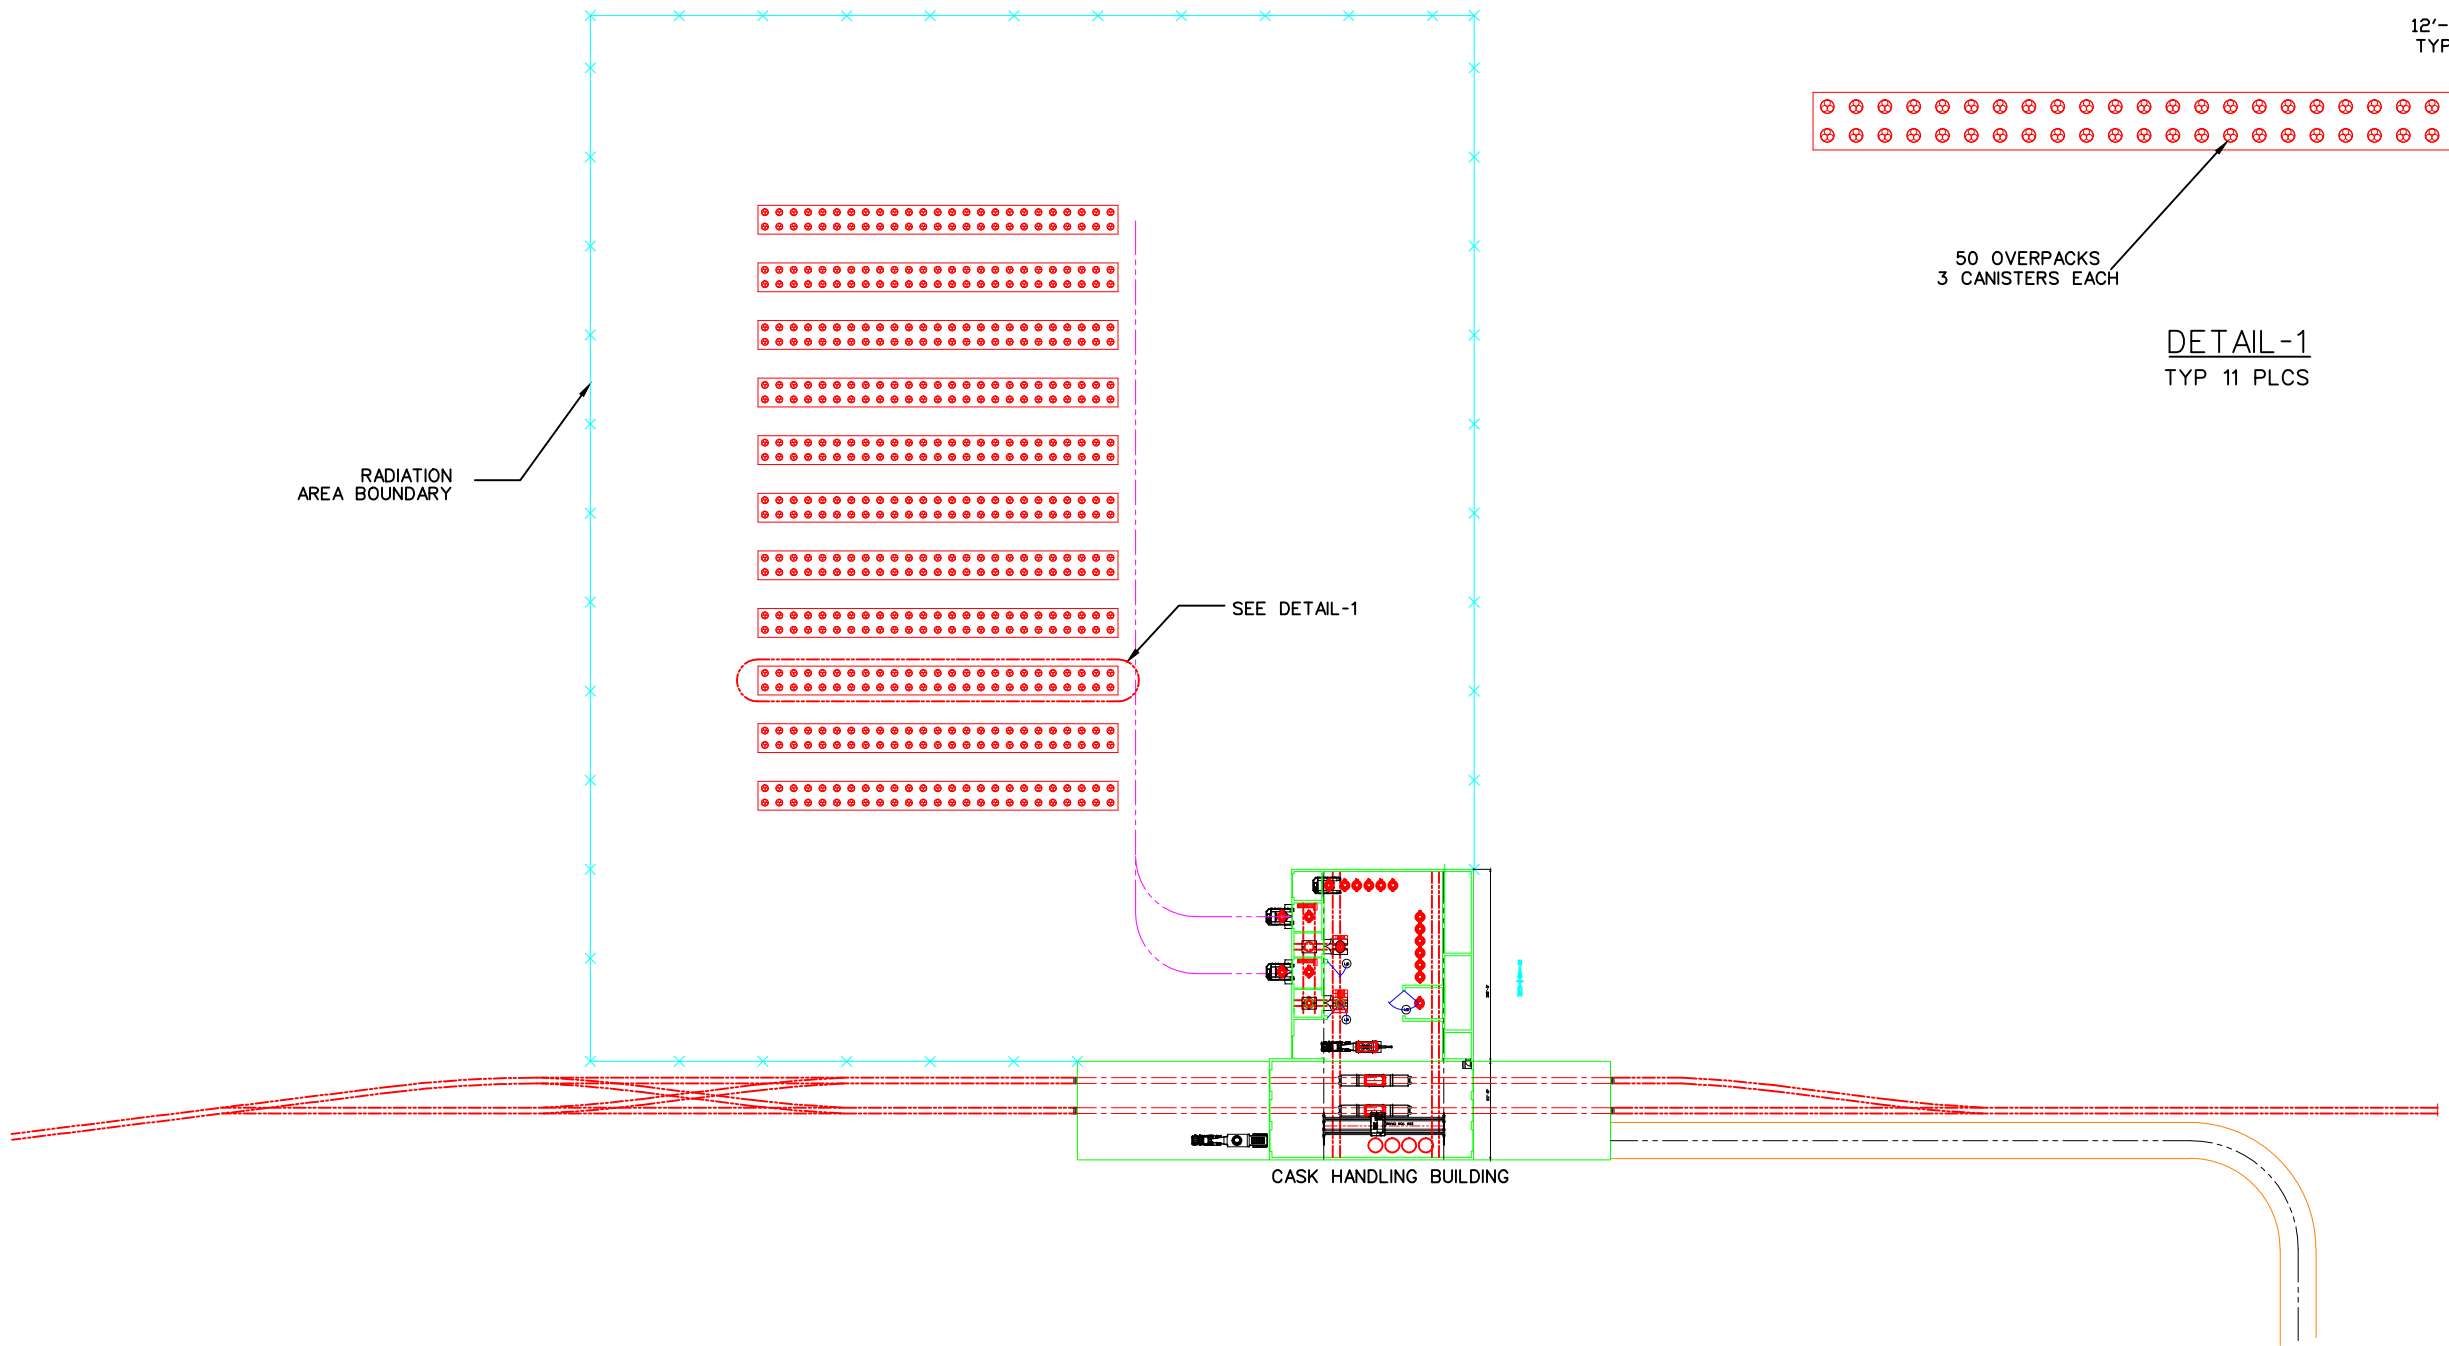 12'-
TYP
50 OVERPACKS
3 CANISTERS EACH
DETAIL-1
TYP 11 PLCS
RADIATION
AREA BOUNDARY
SEE DETAIL-1
CASK HANDLING BUILDING